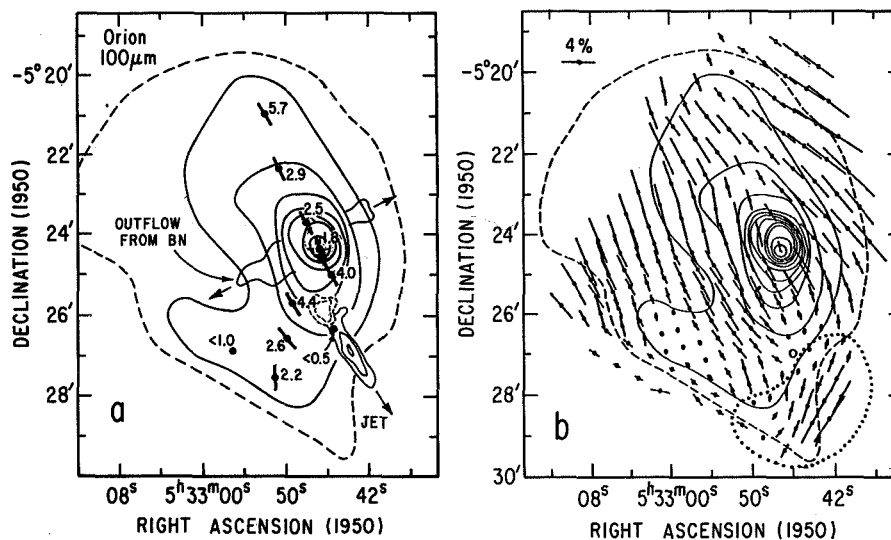 Orion
100μm
-5° 20'
22'
24'
26'
28'
DECLINATION (1950)
5.7
2.9
2.5
1.8
4.0
4.4
2.6
<1.0
<0.5
2.2
OUTFLOW
FROM BN
JET
a
08ˢ 5ʰ33ᵐ00ˢ 50ˢ 42ˢ
RIGHT ASCENSION (1950)
4%
-5° 20'
22'
24'
26'
28'
30'
DECLINATION (1950)
b
08ˢ 5ʰ33ᵐ00ˢ 50ˢ 42ˢ
RIGHT ASCENSION (1950)